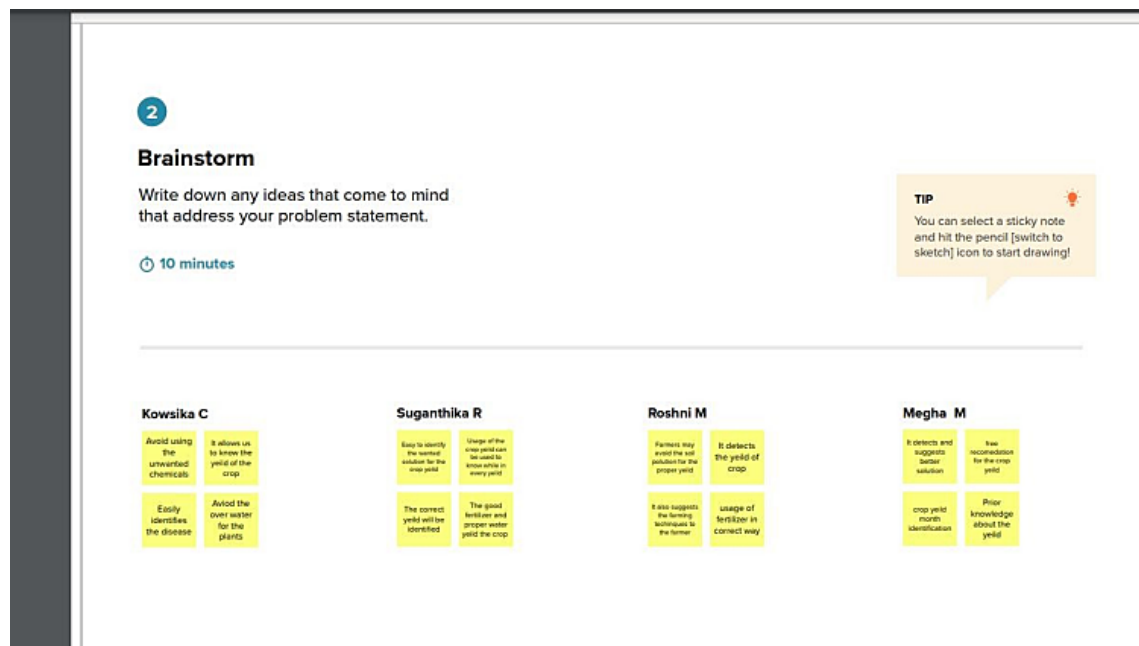 2
Brainstorm
Write down any ideas that come to mind
that address your problem statement.
10 minutes
TIP
You can select a sticky note
and hit the pencil [switch to
sketch] icon to start drawing!
Kowsika C
Avoid using
the
unwanted
chemicals
It allows us
to know the
yeild of the
crop
Easily
identifies
the disease
Aviod the
over water
for the
plants
Suganthika R
Easy to identify
the wanted
solution for the
crop yeild
Usage of the
crop yeild can
be used to
know while in
every yeild
The correct
yeild will be
identified
The good
fertilizer and
proper water
yeild the crop
Roshni M
Farmers may
avoid the soil
polution for the
proper yeild
It detects
the yeild of
crop
It also suggests
the farming
techniques to
the farmer
usage of
fertilizer in
correct way
Megha M
It detects and
suggests
better
solution
free
recomedation
for the crop
yeild
crop yeild
month
identification
Prior
knowledge
about the
yeild